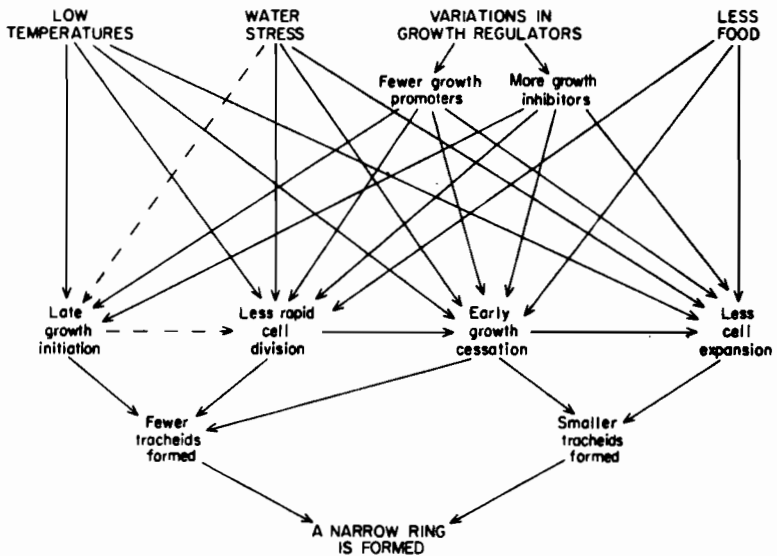 LOW
TEMPERATURES
WATER
STRESS
VARIATIONS IN
GROWTH REGULATORS
LESS
FOOD
Fewer growth
promoters
More growth
inhibitors
Late
growth
initiation
Less rapid
cell
division
Early
growth
cessation
Less
cell
expansion
Fewer
tracheids
formed
Smaller
tracheids
formed
A NARROW RING
IS FORMED